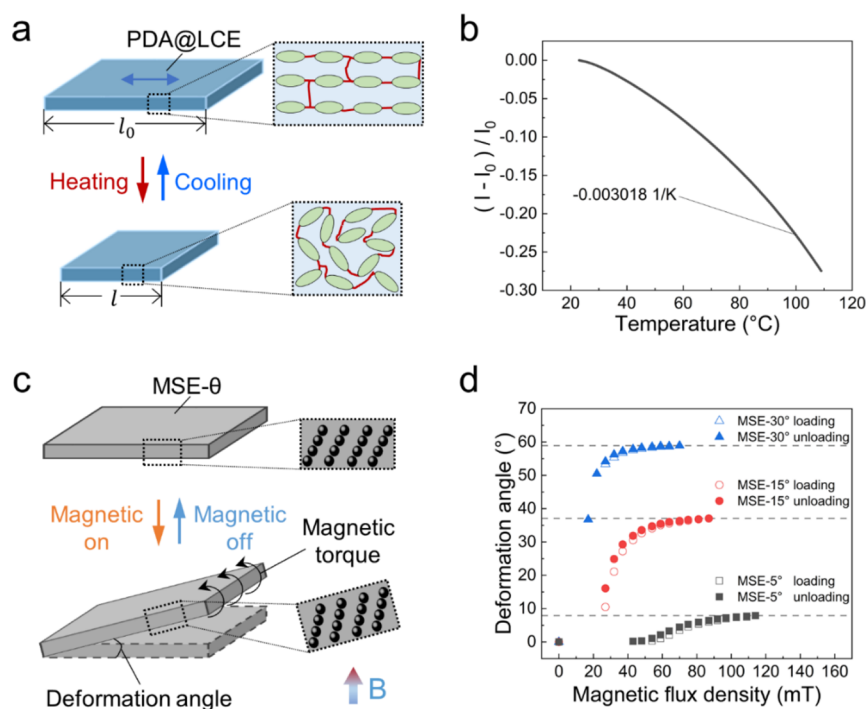 a
PDA@LCE
l₀
Heating
Cooling
l
b
(l - l₀) / l₀
0.00
-0.05
-0.10
-0.15
-0.20
-0.25
-0.30
-0.003018 1/K
0 20 40 60 80 100 120
Temperature (°C)
c
MSE-θ
Magnetic
on
Magnetic
off
Magnetic
torque
Deformation angle
B
d
Deformation angle (°)
70
60
50
40
30
20
10
0
MSE-30° loading
MSE-30° unloading
MSE-15° loading
MSE-15° unloading
MSE-5° loading
MSE-5° unloading
0 20 40 60 80 100 120 140 160
Magnetic flux density (mT)